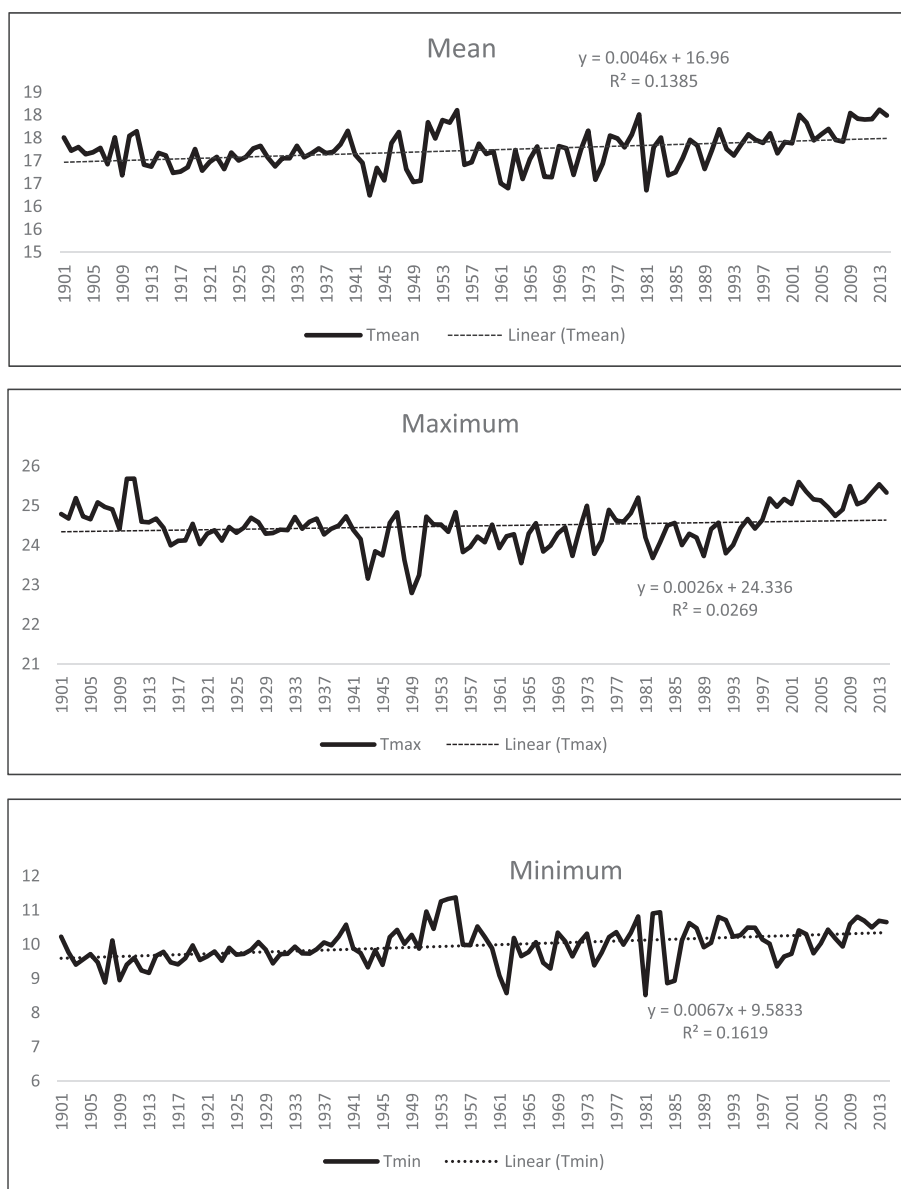 Mean
y = 0.0046x + 16.96
R² = 0.1385
19
18
18
17
17
16
16
15
1901 1905 1909 1913 1917 1921 1925 1929 1933 1937 1941 1945 1949 1953 1957 1961 1965 1969 1973 1977 1981 1985 1989 1993 1997 2001 2005 2009 2013
Tmean Linear (Tmean)
Maximum
26
25
24
23
22
21
y = 0.0026x + 24.336
R² = 0.0269
1901 1905 1909 1913 1917 1921 1925 1929 1933 1937 1941 1945 1949 1953 1957 1961 1965 1969 1973 1977 1981 1985 1989 1993 1997 2001 2005 2009 2013
Tmax Linear (Tmax)
Minimum
12
11
10
9
8
7
6
y = 0.0067x + 9.5833
R² = 0.1619
1901 1905 1909 1913 1917 1921 1925 1929 1933 1937 1941 1945 1949 1953 1957 1961 1965 1969 1973 1977 1981 1985 1989 1993 1997 2001 2005 2009 2013
Tmin Linear (Tmin)